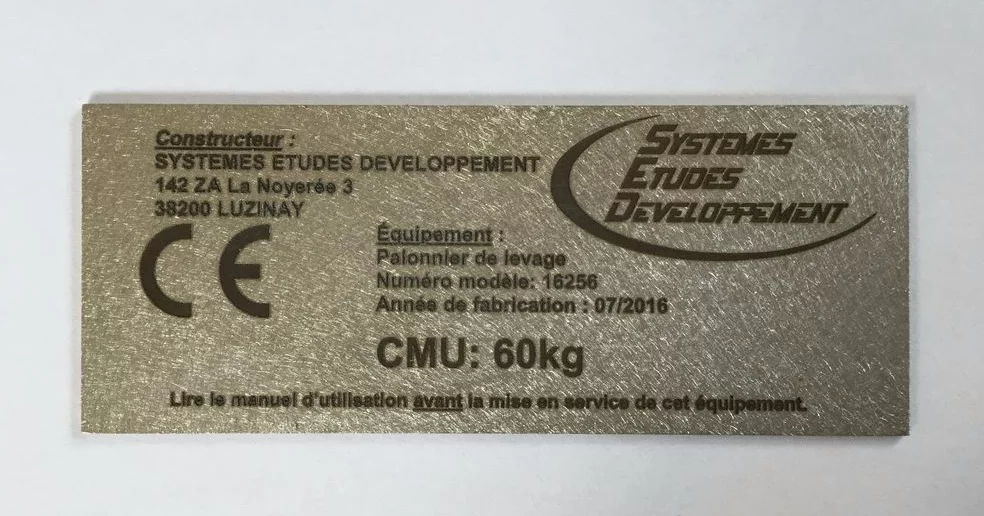 Constructeur :
SYSTEMES ETUDES DEVELOPPEMENT
142 ZA La Noyerée 3
38200 LUZINAY
SYSTEMES
ETUDES
DEVELOPPEMENT
CE
Équipement :
Palonnier de levage
Numéro modèle: 16256
Année de fabrication : 07/2016
CMU: 60kg
Lire le manuel d'utilisation avant la mise en service de cet équipement.